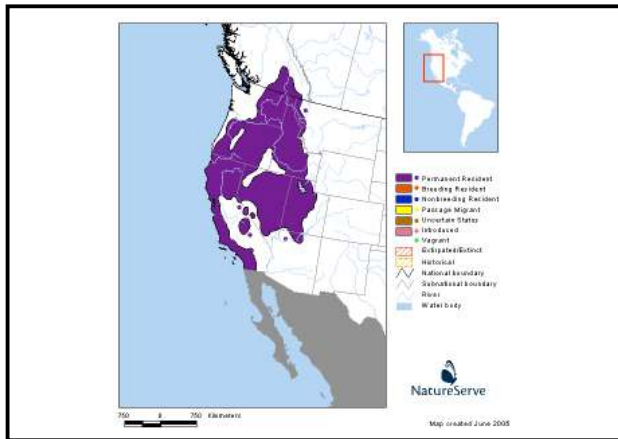 Permanent Resident
Breeding Resident
Nonbreeding Resident
Passage Migrant
Uncertain Status
Introduced
Vagrant
Extirpated/Extinct
Historical
National boundary
Subnational boundary
River
Water body
NatureServe
750 0 750 Kilometers
Map created June 2005